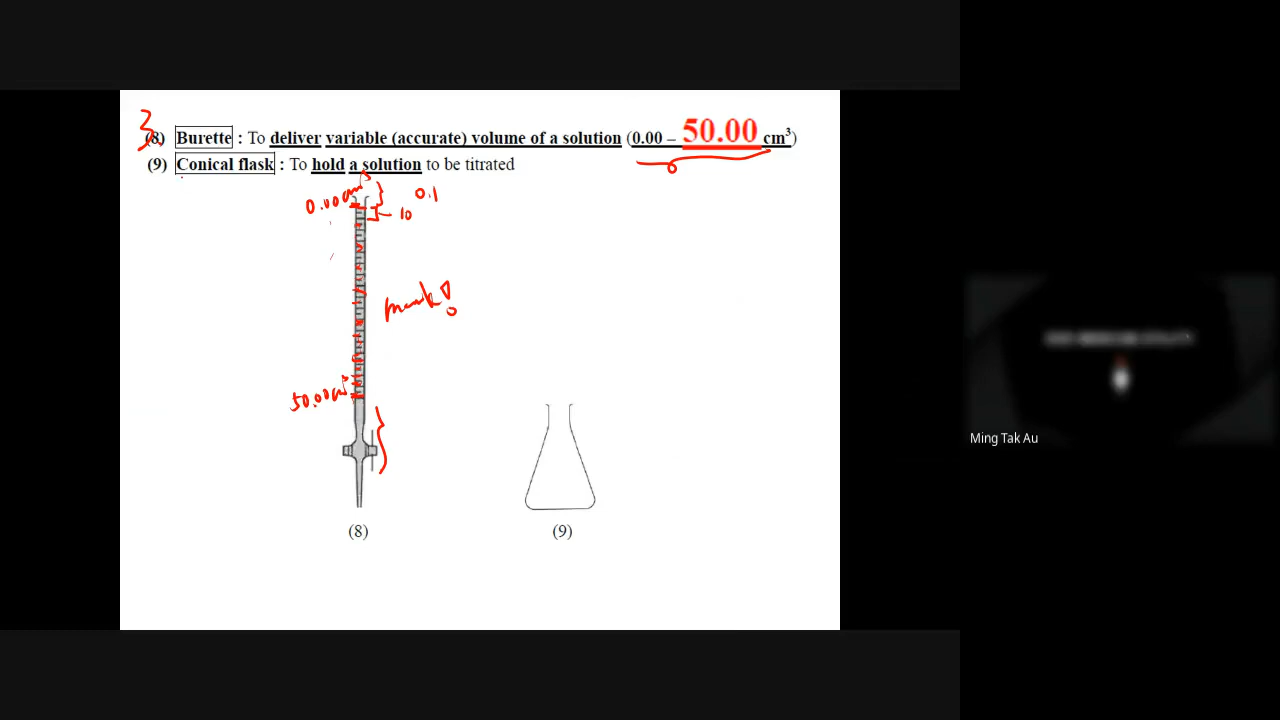 3.
(8) Burette : To deliver variable (accurate) volume of a solution (0.00 – 50.00 cm³)
(9) Conical flask : To hold a solution to be titrated
0.00cm³
0.1
10
mark
50.00cm³
(8)
(9)
Ming Tak Au